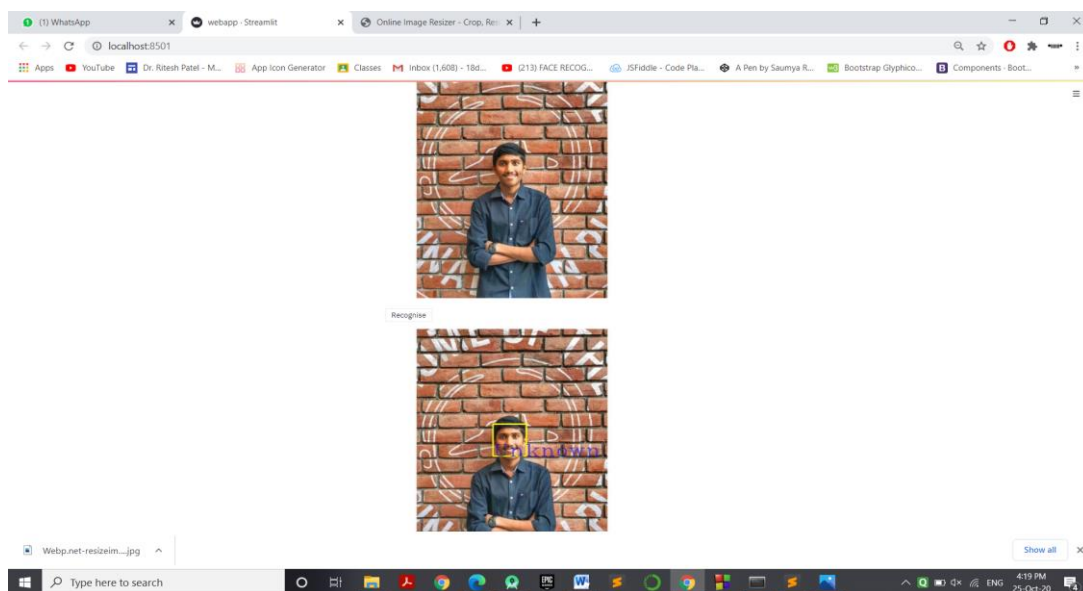 (1) WhatsApp
webapp · Streamlit
Online Image Resizer - Crop, Res
localhost:8501
Apps
YouTube
Dr. Ritesh Patel - M...
App Icon Generator
Classes
Inbox (1,608) - 18d...
(213) FACE RECOG...
JSFiddle - Code Pla...
A Pen by Saumya R...
Bootstrap Glyphico...
Components · Boot...
Recognise
Unknown
Webp.net-resizeim....jpg
Show all
Type here to search
ENG
4:19 PM
25-Oct-20